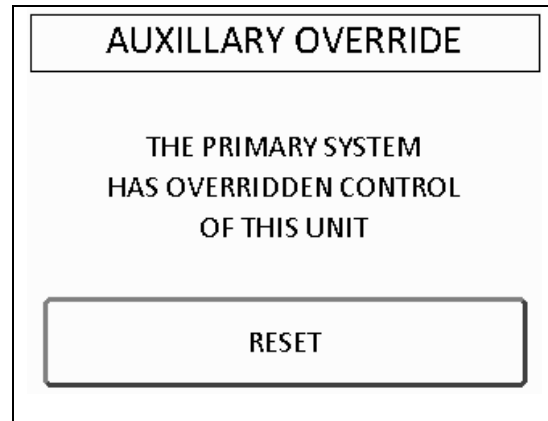 AUXILLARY OVERRIDE
THE PRIMARY SYSTEM
HAS OVERRIDDEN CONTROL
OF THIS UNIT
RESET